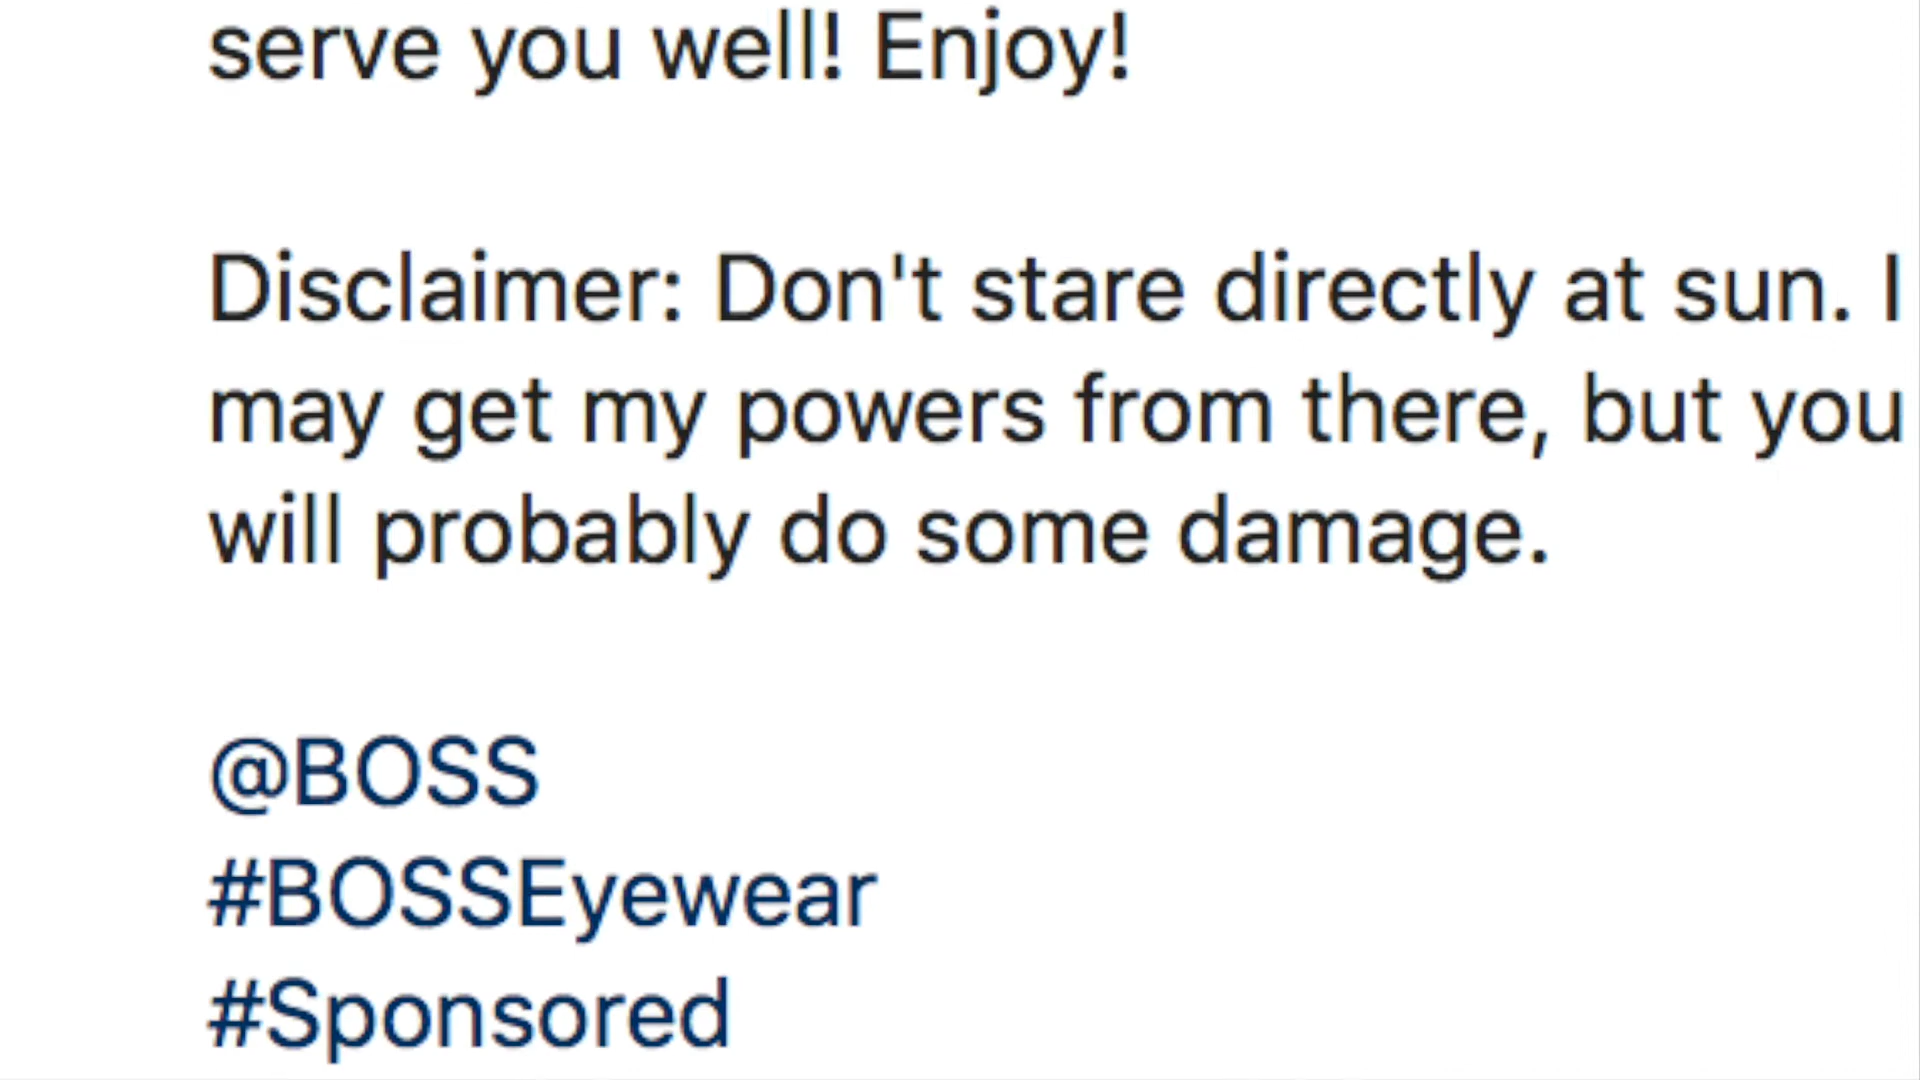 serve you well! Enjoy!
Disclaimer: Don't stare directly at sun. I
may get my powers from there, but you
will probably do some damage.
@BOSS
#BOSSEyewear
#Sponsored